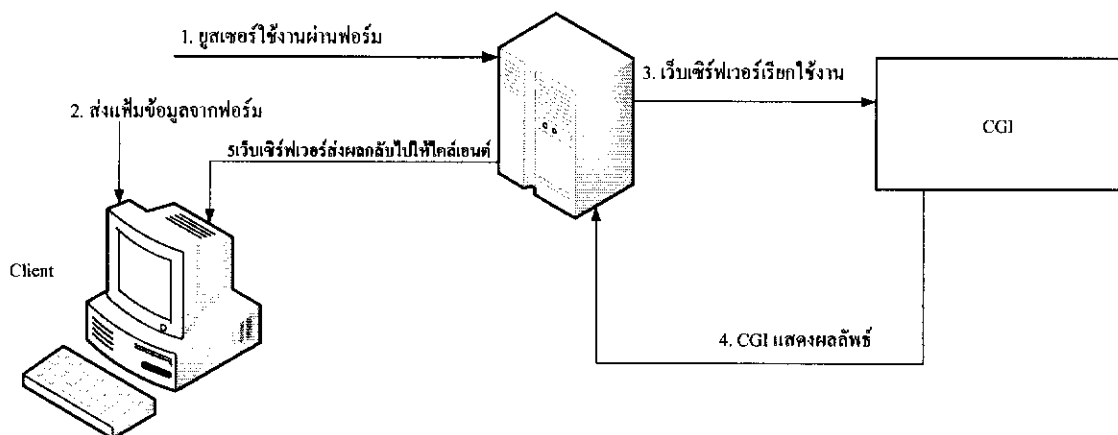 1. ยูสเซอร์ใช้งานผ่านฟอร์ม
3. เว็บเซิร์ฟเวอร์เรียกใช้งาน
2. ส่งแฟ้มข้อมูลจากฟอร์ม
CGI
5เว็บเซิร์ฟเวอร์ส่งผลกลับไปให้ไคล์เอนต์
Client
4. CGI แสดงผลลัพธ์